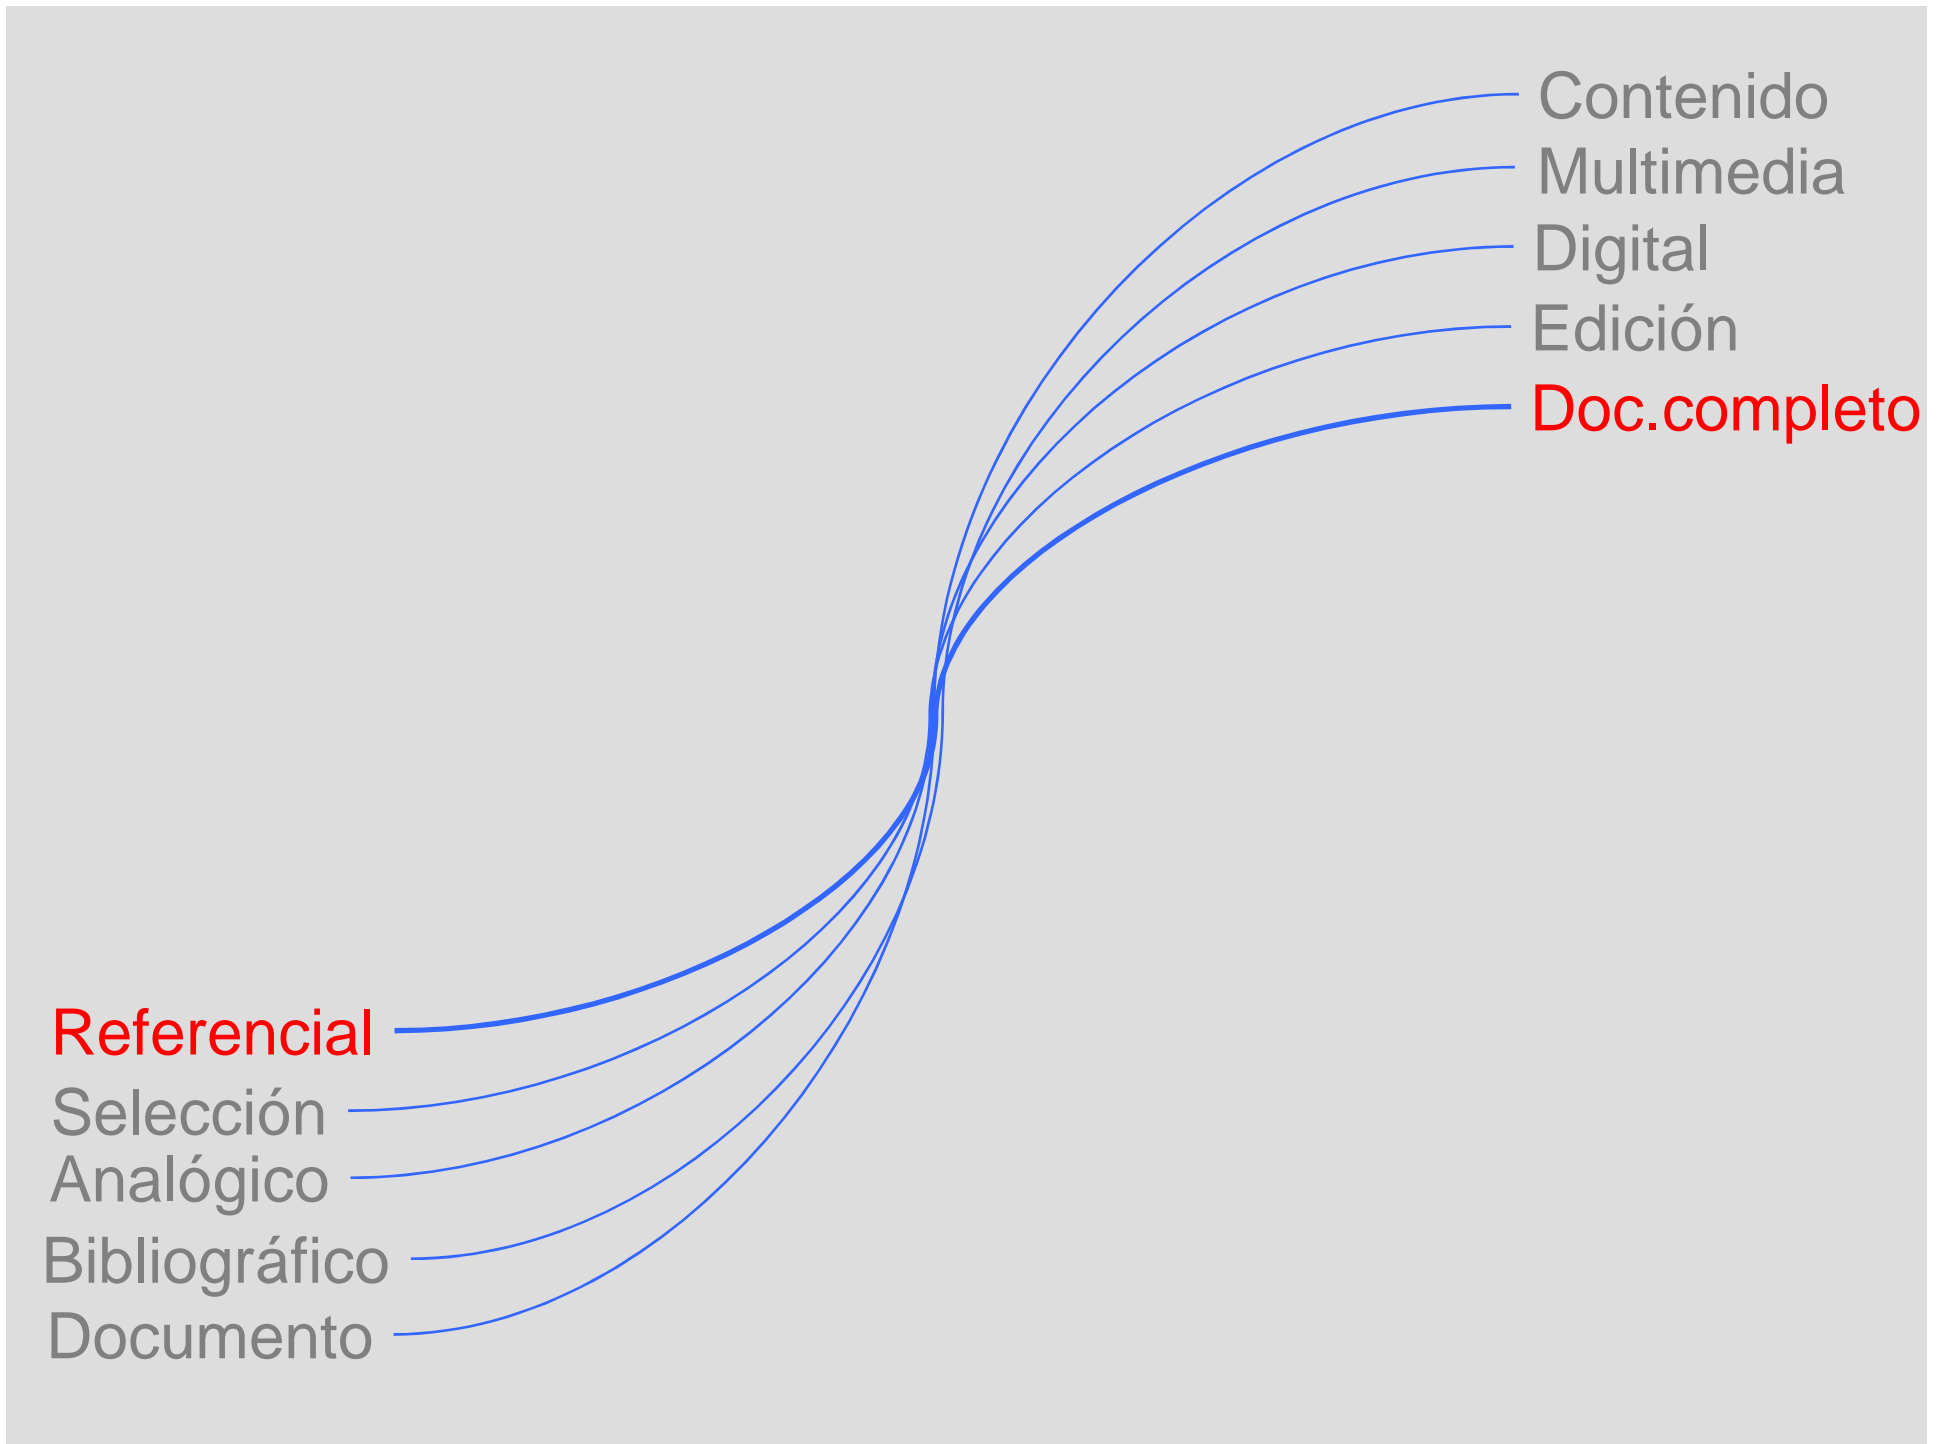 Contenido
Multimedia
Digital
Edición
Doc.completo
Referencial
Selección
Analógico
Bibliográfico
Documento